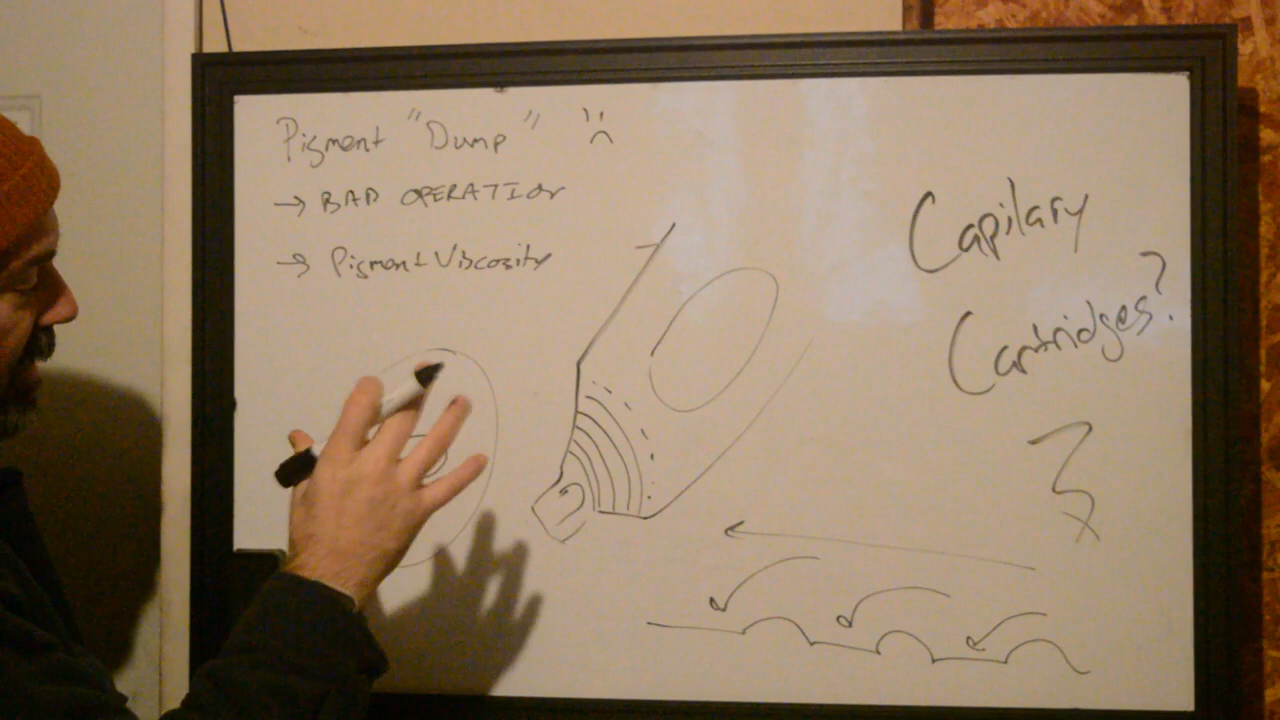 Pigment "Dump" :(
→ BAD OPERATION
→ Pigment Viscosity
Capilary
Cartridges?